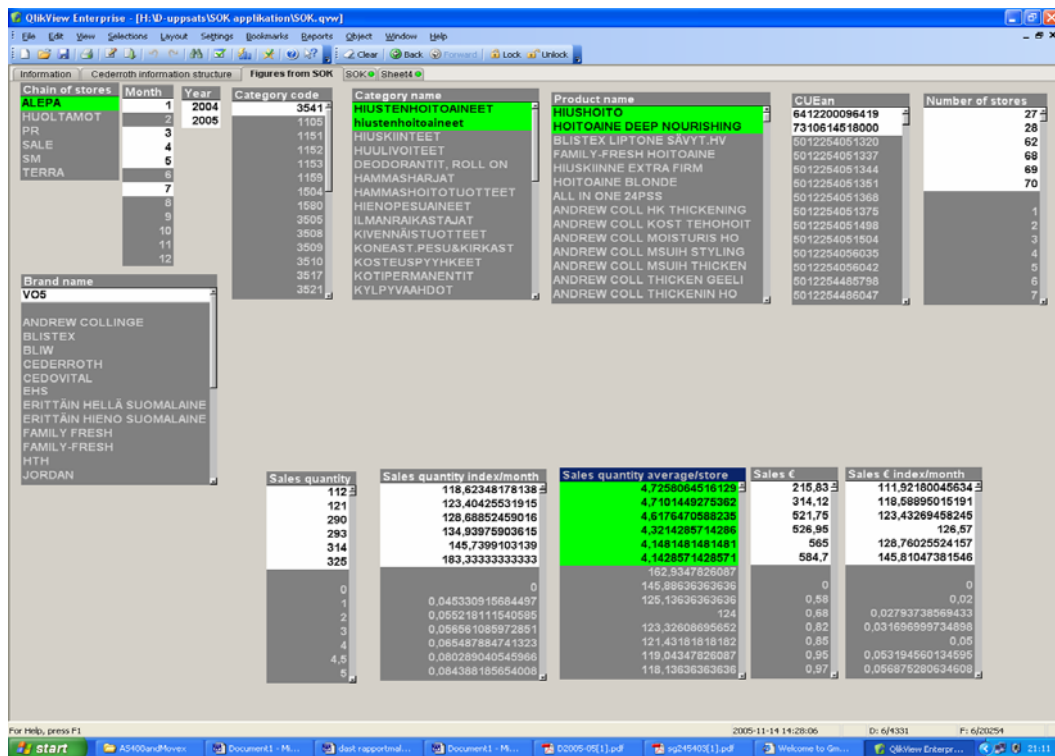 QlikView Enterprise - [H:\D-uppsats\SOK applikation\SOK.qvw]
File Edit View Selections Layout Settings Bookmarks Reports Object Window Help
Clear Back Forward Lock Unlock
Information Cederroth information structure Figures from SOK SOK Sheet4
Chain of stores
ALEPA
HUOLTAMOT
PR
SALE
SM
TERRA
Month
1
2
3
4
5
6
7
8
9
10
11
12
Year
2004
2005
Category code
3541
1105
1151
1152
1153
1159
1504
1580
3505
3508
3509
3510
3517
3521
Category name
HIUSTENHOITOAINEET
hiustenhoitoaineet
HIUSKIINTEET
HUULIVOITEET
DEODORANTIT, ROLL ON
HAMMASHARJAT
HAMMASHOITOTUOTTEET
HIENOPESUAINEET
ILMANRAIKASTAJAT
KIVENNÄISTUOTTEET
KONEAST.PESU&KIRKAST
KOSTEUSPYYHKEET
KOTIPERMANENTIT
KYLPYVAAHDOT
Product name
HIUSHOITO
HOITOAINE DEEP NOURISHING
BLISTEX LIPTONE SÄVYT.HV
FAMILY-FRESH HOITOAINE
HIUSKIINNE EXTRA FIRM
HOITOAINE BLONDE
ALL IN ONE 24PSS
ANDREW COLL HK THICKENING
ANDREW COLL KOST TEHOHOIT
ANDREW COLL MOISTURIS HO
ANDREW COLL MSUIH STYLING
ANDREW COLL MSUIH THICKEN
ANDREW COLL THICKEN GEELI
ANDREW COLL THICKENIN HO
CUEan
6412200096419
7310614518000
5012254051320
5012254051337
5012254051344
5012254051351
5012254051368
5012254051375
5012254051498
5012254051504
5012254056035
5012254056042
5012254485798
5012254486047
Number of stores
27
28
62
68
69
70
1
2
3
4
5
6
7
Brand name
VO5
ANDREW COLLINGE
BLISTEX
BLIW
CEDERROTH
CEDOVITAL
EHS
ERITTÄIN HELLÄ SUOMALAINE
ERITTÄIN HIENO SUOMALAINE
FAMILY FRESH
FAMILY-FRESH
HTH
JORDAN
Sales quantity
112
121
290
293
314
325
0
1
2
3
4
4,5
5
Sales quantity index/month
118,62348178138
123,40425531915
128,68852459016
134,93975903615
145,7399103139
183,33333333333
0
0,045330915684497
0,055218111540585
0,056561085972851
0,065487884741323
0,080289040545966
0,084388185654008
Sales quantity average/store
4,7258064516129
4,7101449275362
4,6176470588235
4,3214285714286
4,1481481481481
4,1428571428571
162,9347826087
145,88636363636
125,13636363636
124
123,32608695652
121,43181818182
119,04347826087
118,13636363636
Sales €
215,83
314,12
521,75
526,95
565
584,7
0
0,58
0,68
0,82
0,85
0,95
0,97
Sales € index/month
111,92180045634
118,58895015191
123,43269458245
126,57
128,76025524157
145,81047381546
0
0,02
0,02793738569433
0,031696999734898
0,05
0,053194560134595
0,056875280634608
For Help, press F1 2005-11-14 14:28:06 D: 6/4331 F: 6/20254
start AS400andMovex Document1 - Mi... dast rapportmal... Document1 - Mi... D2005-05[1].pdf sg245403[1].pdf Welcome to Gm... QlikView Enterpr... 21:11